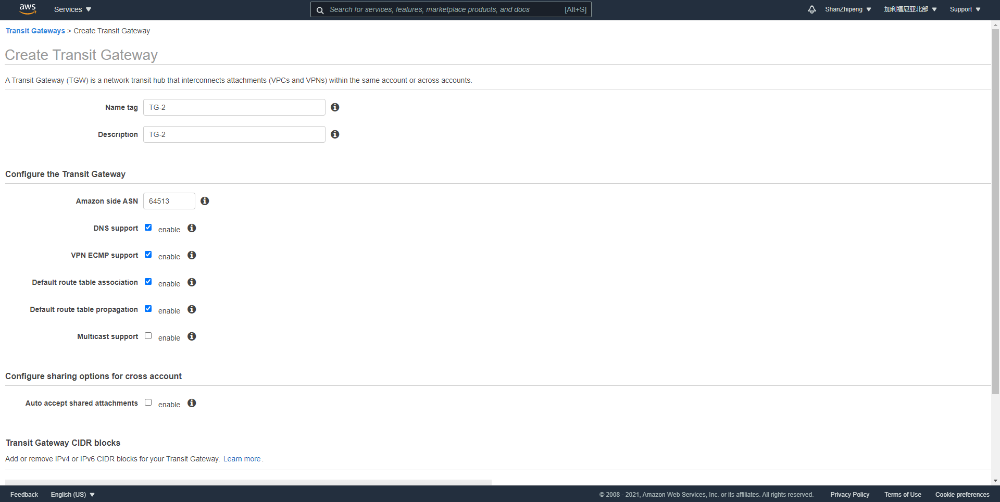 aws Services Search for services, features, marketplace products, and docs [Alt+S] ShanZhipeng 加利福尼亚北部 Support
Transit Gateways > Create Transit Gateway
Create Transit Gateway
A Transit Gateway (TGW) is a network transit hub that interconnects attachments (VPCs and VPNs) within the same account or across accounts.
Name tag TG-2
Description TG-2
Configure the Transit Gateway
Amazon side ASN 64513
DNS support enable
VPN ECMP support enable
Default route table association enable
Default route table propagation enable
Multicast support enable
Configure sharing options for cross account
Auto accept shared attachments enable
Transit Gateway CIDR blocks
Add or remove IPv4 or IPv6 CIDR blocks for your Transit Gateway. Learn more.
Feedback English (US) © 2008 - 2021, Amazon Web Services, Inc. or its affiliates. All rights reserved. Privacy Policy Terms of Use Cookie preferences